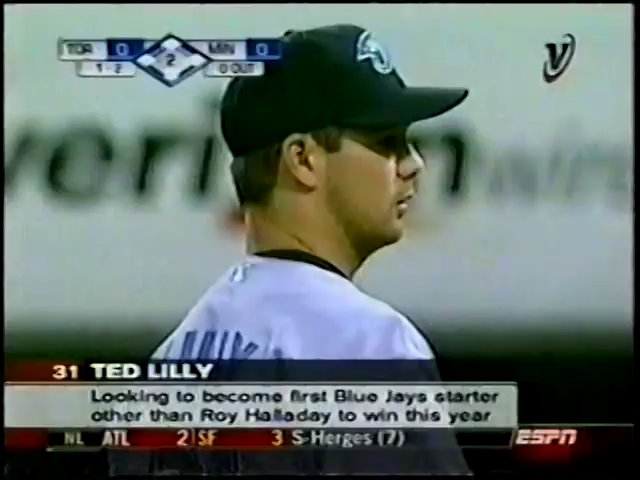 TOR 0 MIN 0
1-2 2 0 OUT
V
31 TED LILLY
Looking to become first Blue Jays starter
other than Roy Halladay to win this year
NL ATL 2 SF 3 S-Herges (7)
ESPN